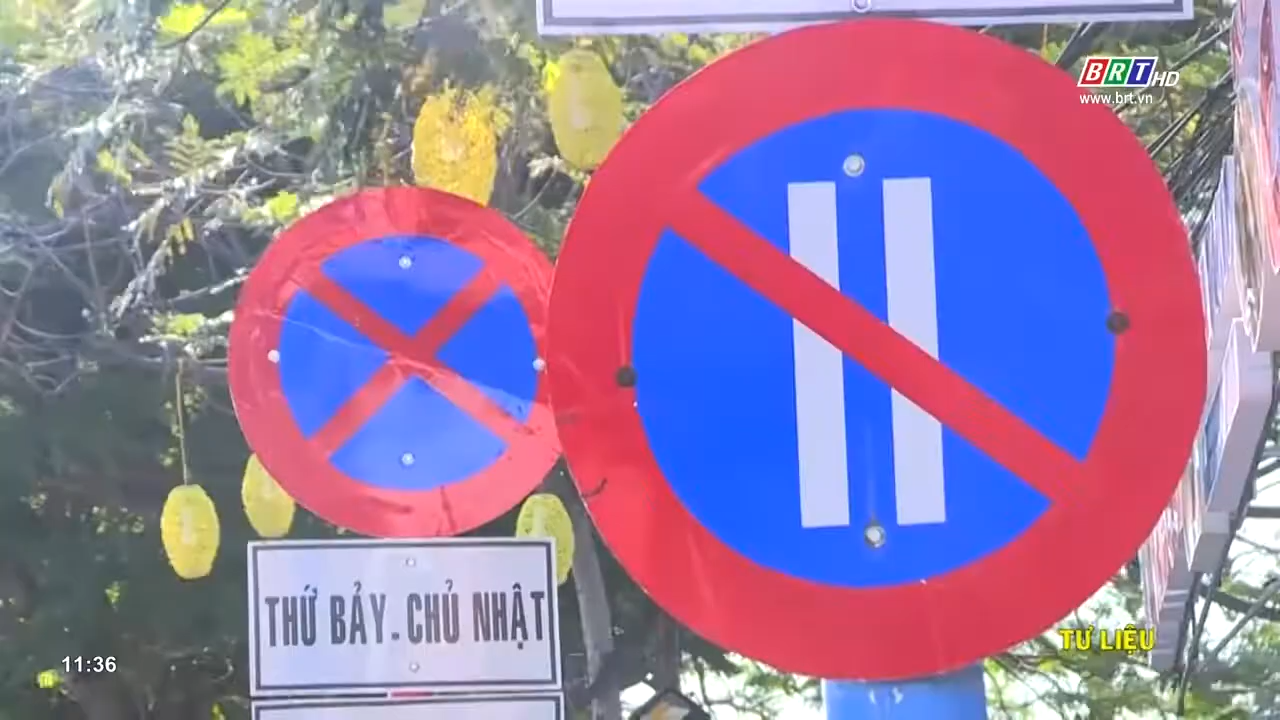 BRT HD
www.brt.vn
THỨ BẢY. CHỦ NHẬT
TƯ LIỆU
11:36